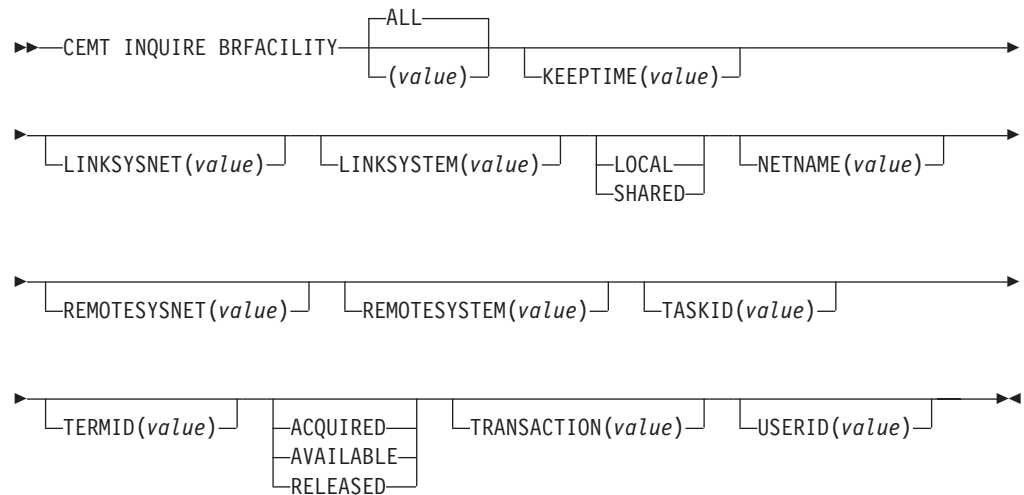 ALL
CEMT INQUIRE BRFACILITY
(value)
KEEPTIME(value)
LINKSYSNET(value)
LINKSYSTEM(value)
LOCAL
SHARED
NETNAME(value)
REMOTESYSNET(value)
REMOTESYSTEM(value)
TASKID(value)
TERMID(value)
ACQUIRED
AVAILABLE
RELEASED
TRANSACTION(value)
USERID(value)